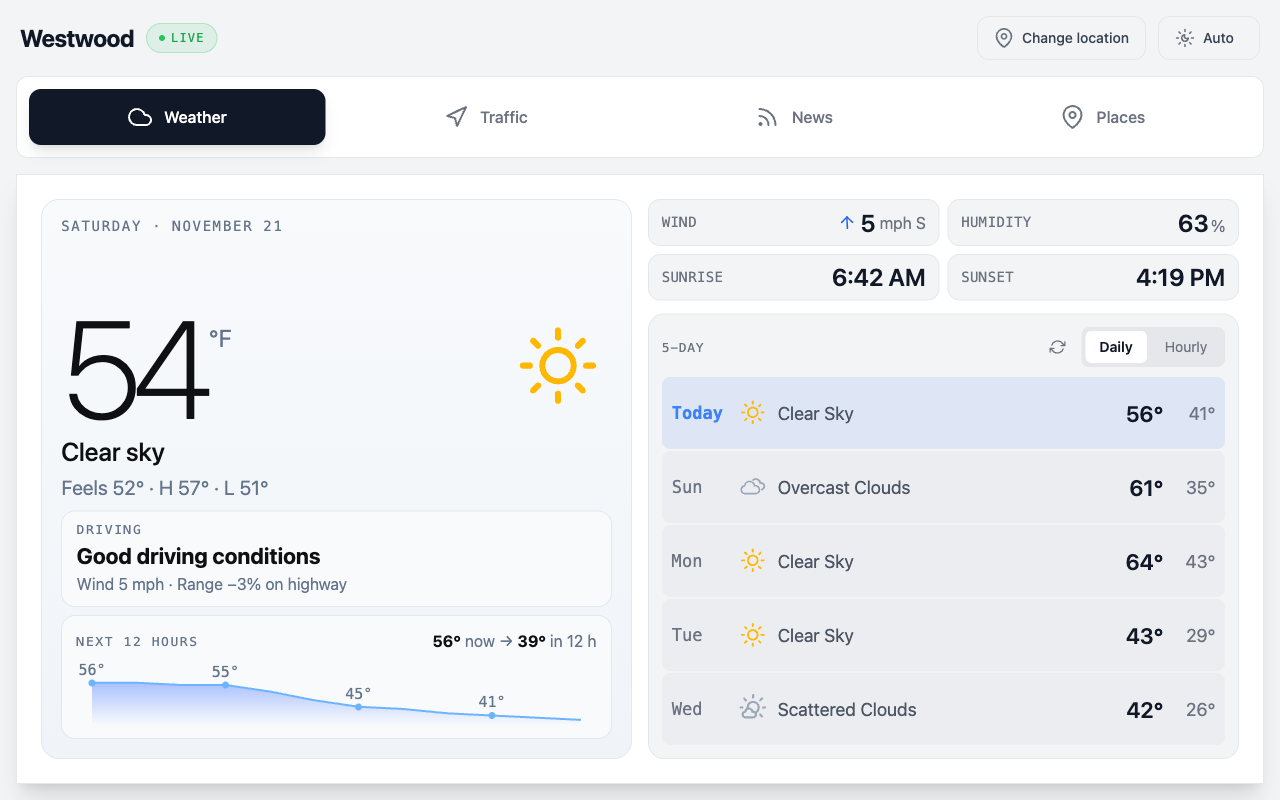 Westwood
LIVE
Change location
Auto
Weather
Traffic
News
Places
SATURDAY · NOVEMBER 21
54 °F
Clear sky
Feels 52° · H 57° · L 51°
DRIVING
Good driving conditions
Wind 5 mph · Range −3% on highway
NEXT 12 HOURS
56° now → 39° in 12 h
56°
55°
45°
41°
WIND
↑ 5 mph S
HUMIDITY
63%
SUNRISE
6:42 AM
SUNSET
4:19 PM
5-DAY
Daily
Hourly
Today Clear Sky 56° 41°
Sun Overcast Clouds 61° 35°
Mon Clear Sky 64° 43°
Tue Clear Sky 43° 29°
Wed Scattered Clouds 42° 26°